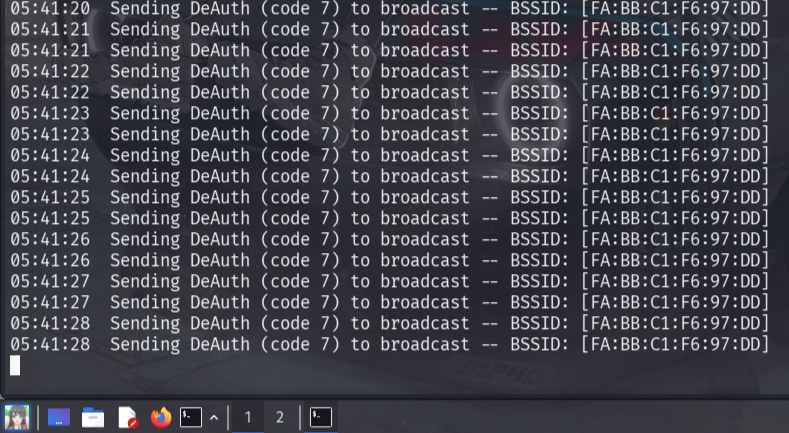 05:41:20  Sending DeAuth (code 7) to broadcast -- BSSID: [FA:BB:C1:F6:97:DD]
05:41:21  Sending DeAuth (code 7) to broadcast -- BSSID: [FA:BB:C1:F6:97:DD]
05:41:21  Sending DeAuth (code 7) to broadcast -- BSSID: [FA:BB:C1:F6:97:DD]
05:41:22  Sending DeAuth (code 7) to broadcast -- BSSID: [FA:BB:C1:F6:97:DD]
05:41:22  Sending DeAuth (code 7) to broadcast -- BSSID: [FA:BB:C1:F6:97:DD]
05:41:23  Sending DeAuth (code 7) to broadcast -- BSSID: [FA:BB:C1:F6:97:DD]
05:41:23  Sending DeAuth (code 7) to broadcast -- BSSID: [FA:BB:C1:F6:97:DD]
05:41:24  Sending DeAuth (code 7) to broadcast -- BSSID: [FA:BB:C1:F6:97:DD]
05:41:24  Sending DeAuth (code 7) to broadcast -- BSSID: [FA:BB:C1:F6:97:DD]
05:41:25  Sending DeAuth (code 7) to broadcast -- BSSID: [FA:BB:C1:F6:97:DD]
05:41:25  Sending DeAuth (code 7) to broadcast -- BSSID: [FA:BB:C1:F6:97:DD]
05:41:26  Sending DeAuth (code 7) to broadcast -- BSSID: [FA:BB:C1:F6:97:DD]
05:41:26  Sending DeAuth (code 7) to broadcast -- BSSID: [FA:BB:C1:F6:97:DD]
05:41:27  Sending DeAuth (code 7) to broadcast -- BSSID: [FA:BB:C1:F6:97:DD]
05:41:27  Sending DeAuth (code 7) to broadcast -- BSSID: [FA:BB:C1:F6:97:DD]
05:41:28  Sending DeAuth (code 7) to broadcast -- BSSID: [FA:BB:C1:F6:97:DD]
05:41:28  Sending DeAuth (code 7) to broadcast -- BSSID: [FA:BB:C1:F6:97:DD]
1 2